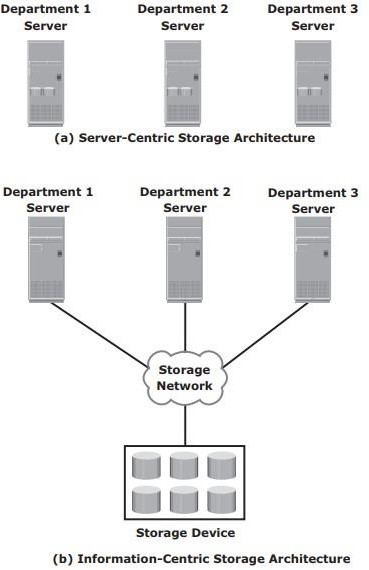 Department 1 Department 2 Department 3
Server Server Server
(a) Server-Centric Storage Architecture
Department 1 Department 2 Department 3
Server Server Server
Storage
Network
Storage Device
(b) Information-Centric Storage Architecture